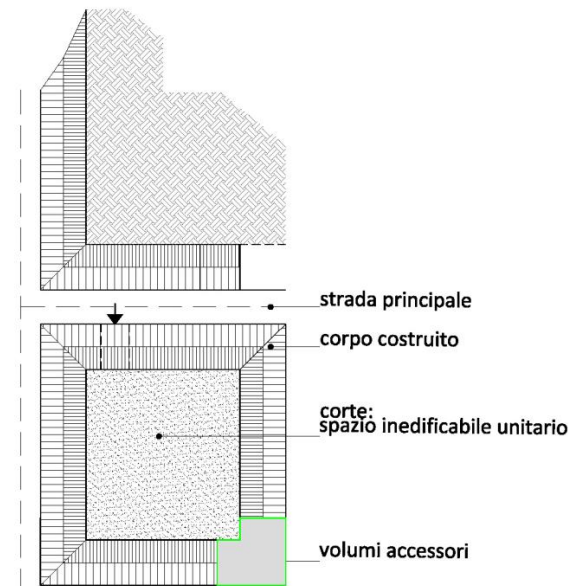 strada principale
corpo costruito
corte:
spazio inedificabile unitario
volumi accessori